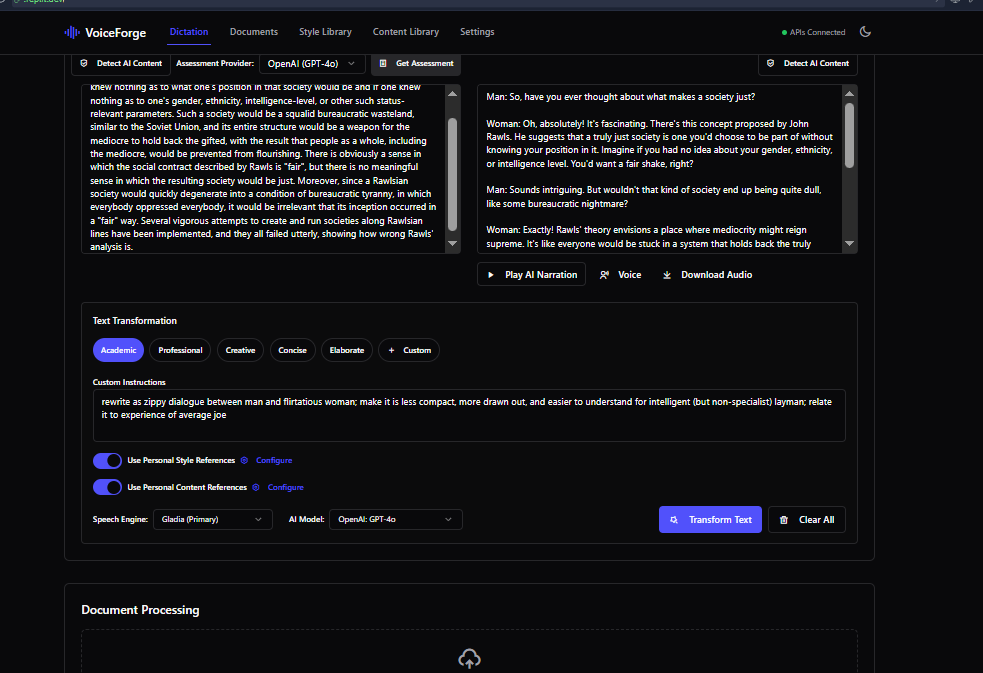 VoiceForge
Dictation
Documents
Style Library
Content Library
Settings
APIs Connected
Detect AI Content
Assessment Provider:
OpenAI (GPT-4o)
Get Assessment
Detect AI Content
knew nothing as to what one's position in that society would be and if one knew
nothing as to one's gender, ethnicity, intelligence-level, or other such status-
relevant parameters. Such a society would be a squalid bureaucratic wasteland,
similar to the Soviet Union, and its entire structure would be a weapon for the
mediocre to hold back the gifted, with the result that people as a whole, including
the mediocre, would be prevented from flourishing. There is obviously a sense in
which the social contract described by Rawls is "fair", but there is no meaningful
sense in which the resulting society would be just. Moreover, since a Rawlsian
society would quickly degenerate into a condition of bureaucratic tyranny, in which
everybody oppressed everybody, it would be irrelevant that its inception occurred in
a "fair" way. Several vigorous attempts to create and run societies along Rawlsian
lines have been implemented, and they all failed utterly, showing how wrong Rawls'
analysis is.
Man: So, have you ever thought about what makes a society just?
Woman: Oh, absolutely! It's fascinating. There's this concept proposed by John
Rawls. He suggests that a truly just society is one you'd choose to be part of without
knowing your position in it. Imagine if you had no idea about your gender, ethnicity,
or intelligence level. You'd want a fair shake, right?
Man: Sounds intriguing. But wouldn't that kind of society end up being quite dull,
like some bureaucratic nightmare?
Woman: Exactly! Rawls' theory envisions a place where mediocrity might reign
supreme. It's like everyone would be stuck in a system that holds back the truly
Play AI Narration
Voice
Download Audio
Text Transformation
Academic
Professional
Creative
Concise
Elaborate
+ Custom
Custom Instructions
rewrite as zippy dialogue between man and flirtatious woman; make it is less compact, more drawn out, and easier to understand for intelligent (but non-specialist) layman; relate
it to experience of average joe
Use Personal Style References
Configure
Use Personal Content References
Configure
Speech Engine:
Gladia (Primary)
AI Model:
OpenAI: GPT-4o
Transform Text
Clear All
Document Processing